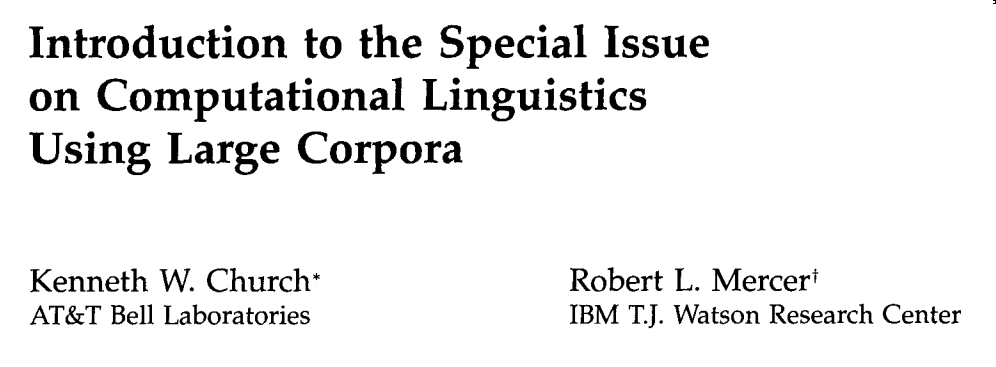 Introduction to the Special Issue
on Computational Linguistics
Using Large Corpora
Kenneth W. Church*
AT&T Bell Laboratories
Robert L. Mercer†
IBM T.J. Watson Research Center